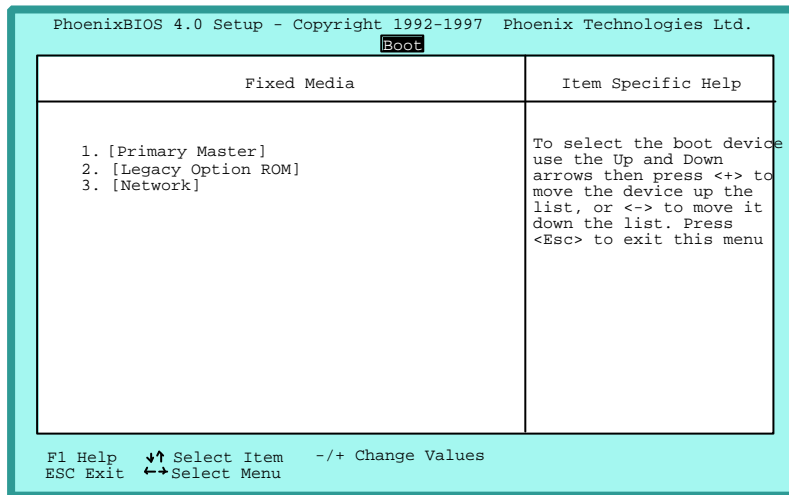 PhoenixBIOS 4.0 Setup - Copyright 1992-1997 Phoenix Technologies Ltd.
Boot
Fixed Media
Item Specific Help
1. [Primary Master]
2. [Legacy Option ROM]
3. [Network]
To select the boot device
use the Up and Down
arrows then press <+> to
move the device up the
list, or <-> to move it
down the list. Press
<Esc> to exit this menu
F1 Help ↓↑ Select Item -/+ Change Values
ESC Exit ←→ Select Menu